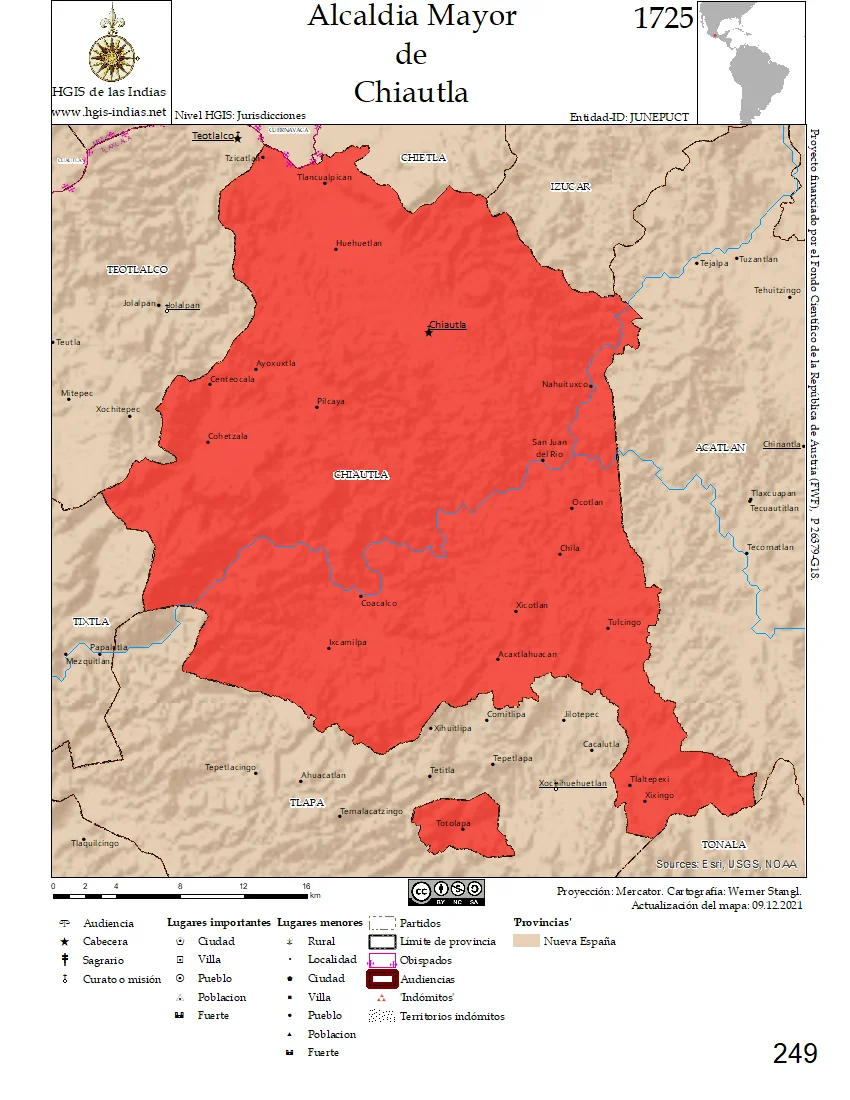 Alcaldia Mayor
de
Chiautla
1725
HGIS de las Indias
www.hgis-indias.net
Nivel HGIS: Jurisdicciones
Entidad-ID: JUNEPUCT
Teotlalco
CUERNAVACA
CUAUTLA
Tzicatlan
Tlancualpican
CHIETLA
IZUCAR
Huehuetlan
TEOTLALCO
Tejalpa
Tuzantlan
Tehuitzingo
Jolalpan
Jolalpan
Chiautla
Teutla
Ayoxuxtla
Centeocala
Nahuituxco
Mitepec
Xochitepec
Pilcaya
Cohetzala
San Juan
del Rio
ACATLAN
Chinantla
CHIAUTLA
Tlaxcuapan
Tecuautitlan
Ocotlan
Chila
Tecomatlan
Coacalco
Xicotlan
TIXTLA
Tulcingo
Papalutla
Mezquitlan
Ixcamilpa
Acaxtlahuacan
Comitlipa
Jilotepec
Xihuitlipa
Cacalutla
Tepetlapa
Tepetlacingo
Ahuacatlan
Tetitla
Xochihuehuetlan
Tlaltepexi
Xixingo
TLAPA
Temalacatzingo
Totolapa
Tlaquilcingo
TONALA
Sources: Esri, USGS, NOAA
Proyecto financiado por el Fondo Científico de la República de Austria (FWF), P 26379-G18.
0 2 4 8 12 16
km
CC BY NC SA
Proyección: Mercator. Cartografía: Werner Stangl.
Actualización del mapa: 09.12.2021
Audiencia
Cabecera
Sagrario
Curato o misión
Lugares importantes
Ciudad
Villa
Pueblo
Poblacion
Fuerte
Lugares menores
Rural
Localidad
Ciudad
Villa
Pueblo
Poblacion
Fuerte
Partidos
Límite de provincia
Obispados
Audiencias
'Indómitos'
Territorios indómitos
'Provincias'
Nueva España
249